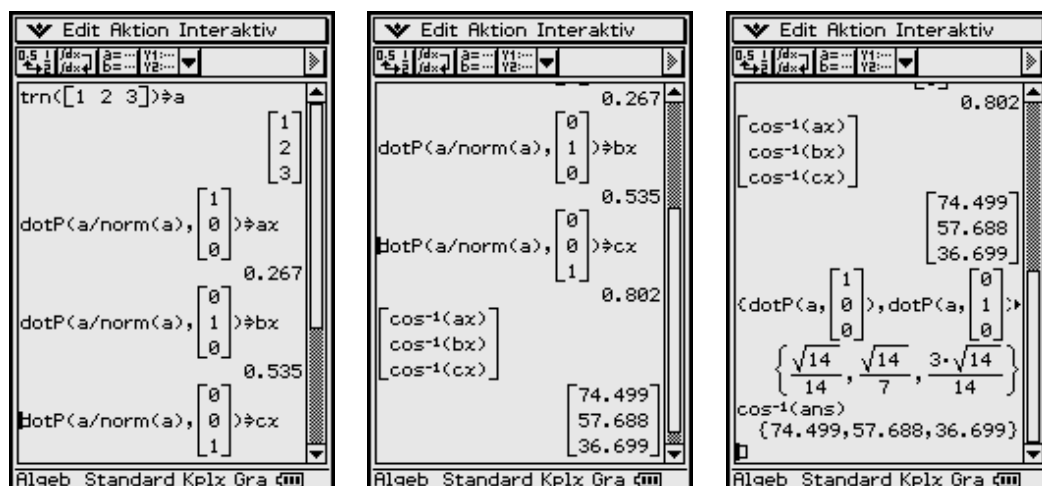 Edit Aktion Interaktiv
trn([1 2 3])⇒a
[1
2
3]
dotP(a/norm(a),[1
0
0])⇒ax
0.267
dotP(a/norm(a),[0
1
0])⇒bx
0.535
dotP(a/norm(a),[0
0
1])⇒cx
Algeb Standard Kplx Gra
Edit Aktion Interaktiv
0.267
dotP(a/norm(a),[0
1
0])⇒bx
0.535
dotP(a/norm(a),[0
0
1])⇒cx
0.802
[cos⁻¹(ax)
cos⁻¹(bx)
cos⁻¹(cx)]
[74.499
57.688
36.699]
Algeb Standard Kplx Gra
Edit Aktion Interaktiv
0.802
[cos⁻¹(ax)
cos⁻¹(bx)
cos⁻¹(cx)]
[74.499
57.688
36.699]
{dotP(a,[1 0 0]),dotP(a,[0 1 0])▶
{√14/14, √14/7, 3·√14/14}
cos⁻¹(ans)
{74.499,57.688,36.699}
Algeb Standard Kplx Gra